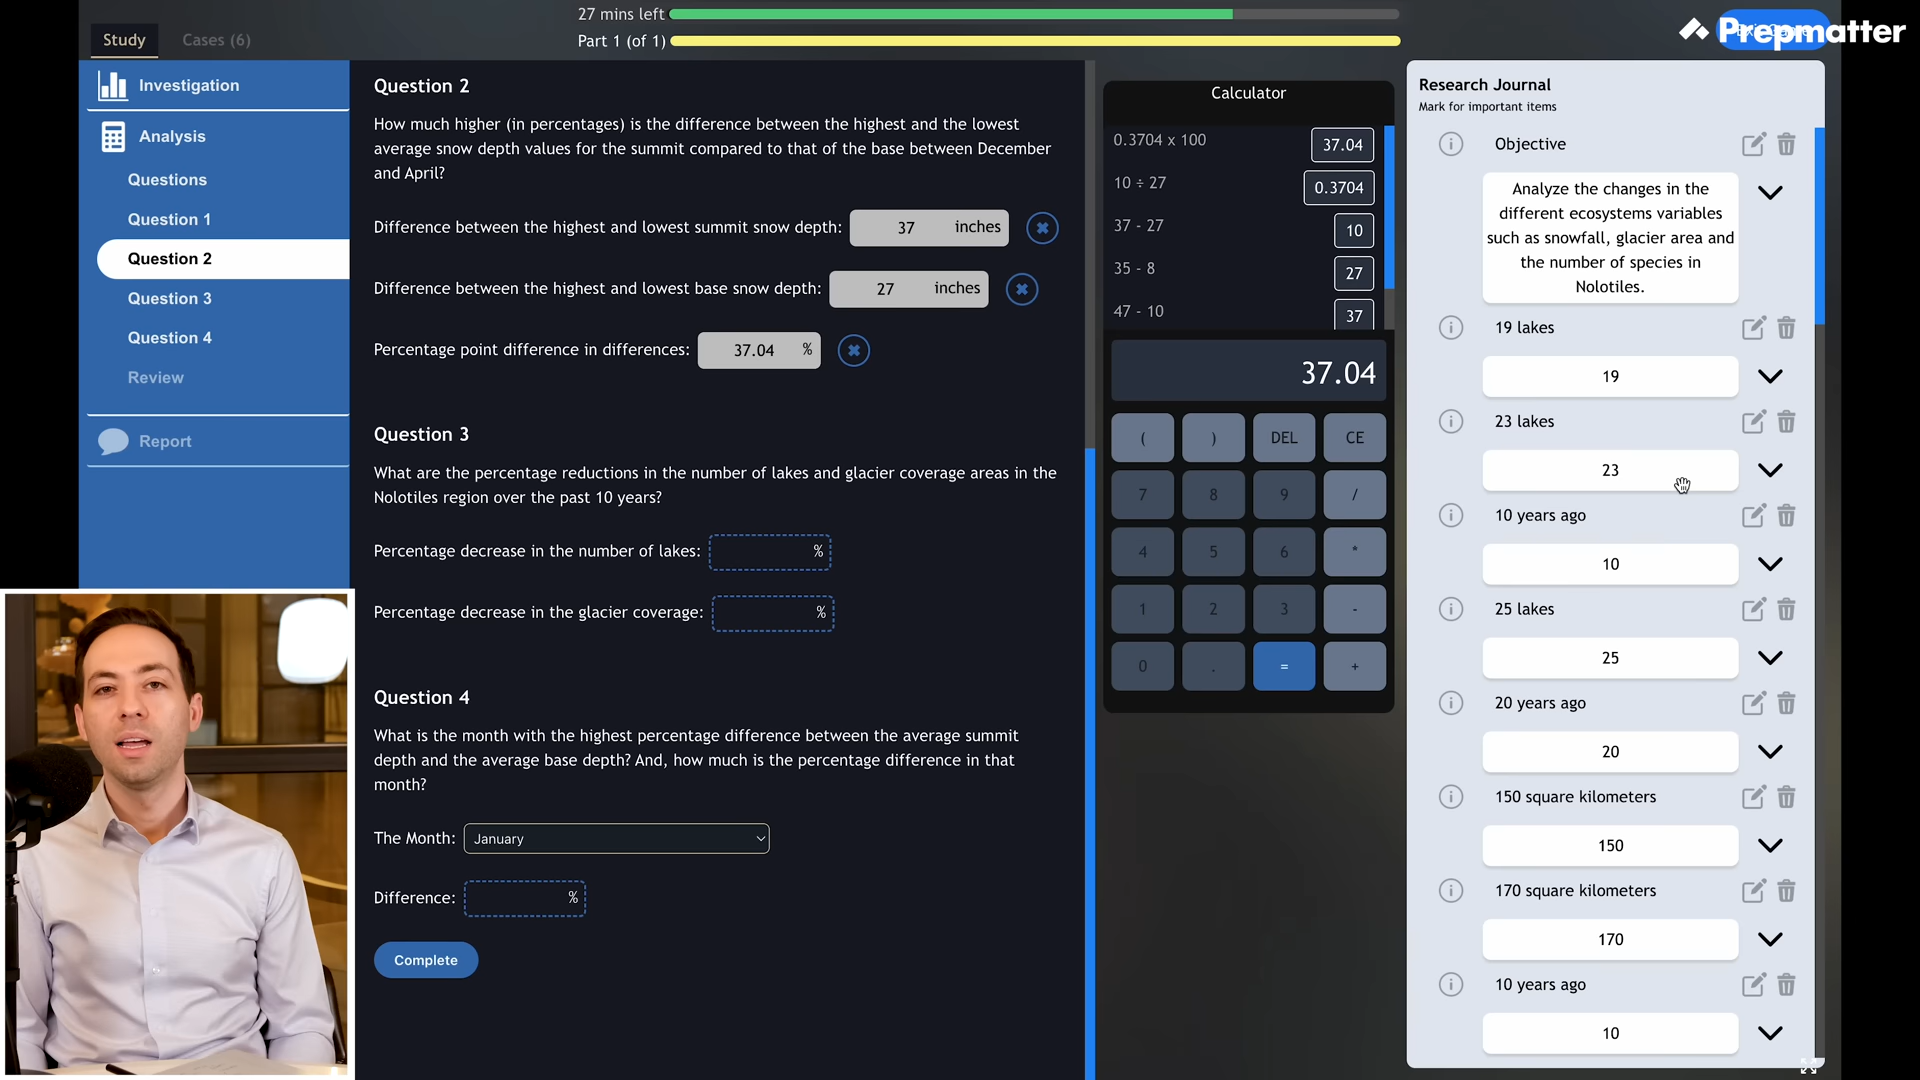 27 mins left
Part 1 (of 1)
Study
Cases (6)
Prepmatter
Investigation
Analysis
Questions
Question 1
Question 2
Question 3
Question 4
Review
Report
Question 2
How much higher (in percentages) is the difference between the highest and the lowest
average snow depth values for the summit compared to that of the base between December
and April?
Difference between the highest and lowest summit snow depth: 37 inches
Difference between the highest and lowest base snow depth: 27 inches
Percentage point difference in differences: 37.04 %
Question 3
What are the percentage reductions in the number of lakes and glacier coverage areas in the
Nolotiles region over the past 10 years?
Percentage decrease in the number of lakes: %
Percentage decrease in the glacier coverage: %
Question 4
What is the month with the highest percentage difference between the average summit
depth and the average base depth? And, how much is the percentage difference in that
month?
The Month: January
Difference: %
Complete
Calculator
0.3704 x 100 37.04
10 ÷ 27 0.3704
37 - 27 10
35 - 8 27
47 - 10 37
37.04
( ) DEL CE
7 8 9 /
4 5 6 *
1 2 3 -
0 . = +
Research Journal
Mark for important items
Objective
Analyze the changes in the
different ecosystems variables
such as snowfall, glacier area and
the number of species in
Nolotiles.
19 lakes
19
23 lakes
23
10 years ago
10
25 lakes
25
20 years ago
20
150 square kilometers
150
170 square kilometers
170
10 years ago
10